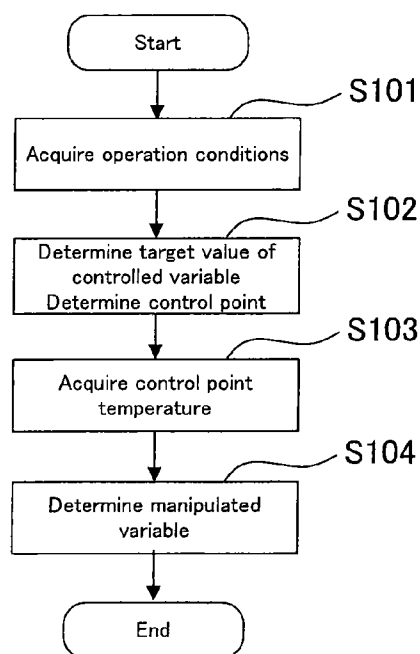 Start
S101
Acquire operation conditions
S102
Determine target value of
controlled variable
Determine control point
S103
Acquire control point
temperature
S104
Determine manipulated
variable
End